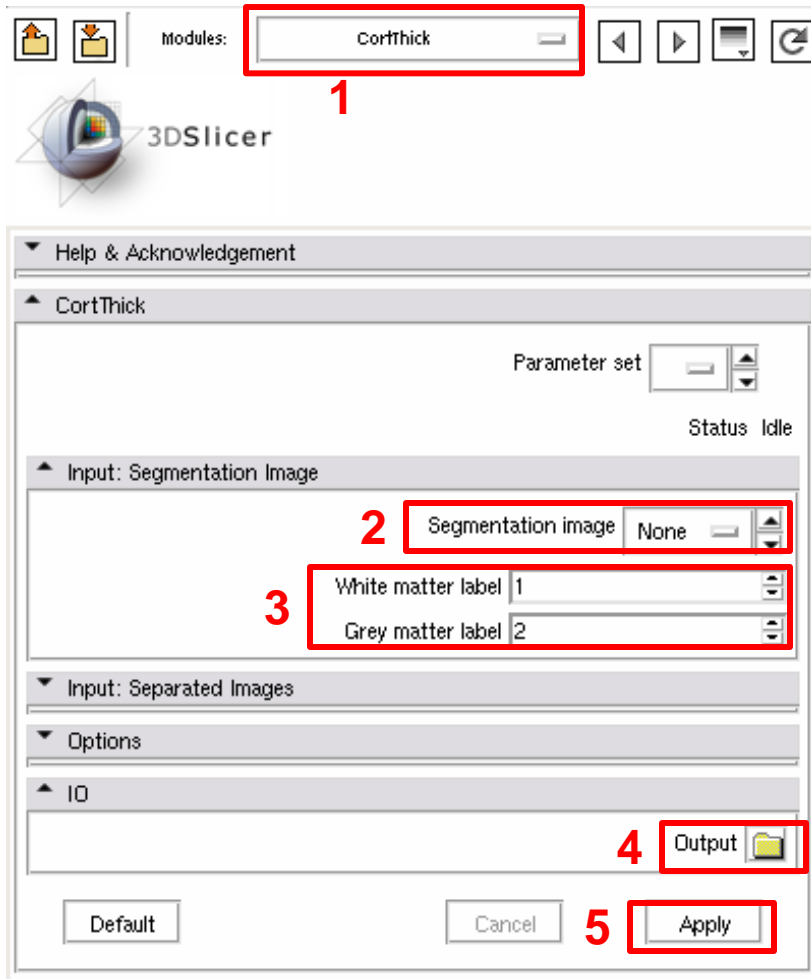 Modules: CortThick
1
3DSlicer
Help & Acknowledgement
CortThick
Parameter set
Status Idle
Input: Segmentation Image
2 Segmentation image None
3
White matter label 1
Grey matter label 2
Input: Separated Images
Options
IO
4 Output
Default Cancel 5 Apply